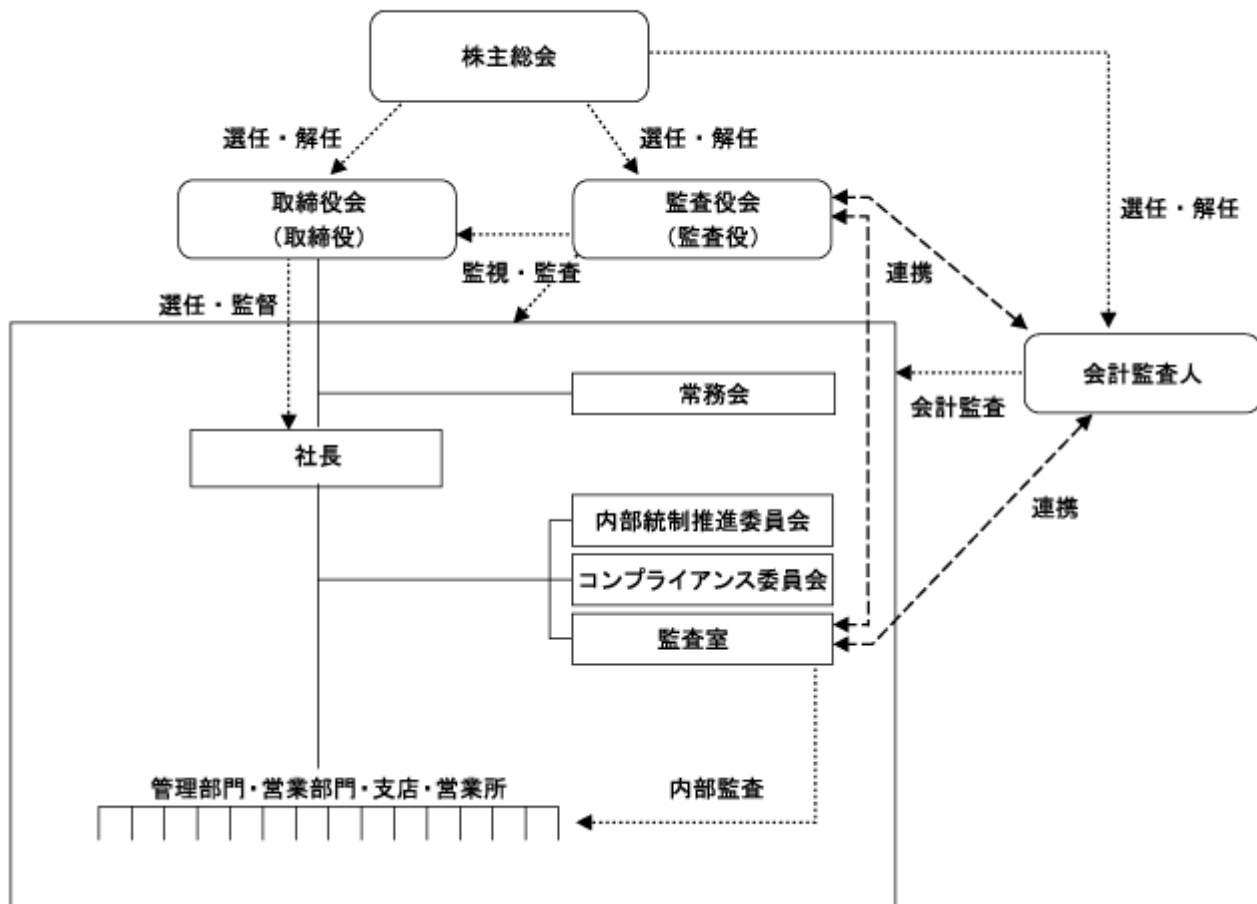 株主総会
選任・解任
選任・解任
取締役会
（取締役）
監査役会
（監査役）
選任・解任
監視・監査
連携
選任・監督
会計監査人
常務会
会計監査
社長
内部統制推進委員会
連携
コンプライアンス委員会
監査室
管理部門・営業部門・支店・営業所
内部監査